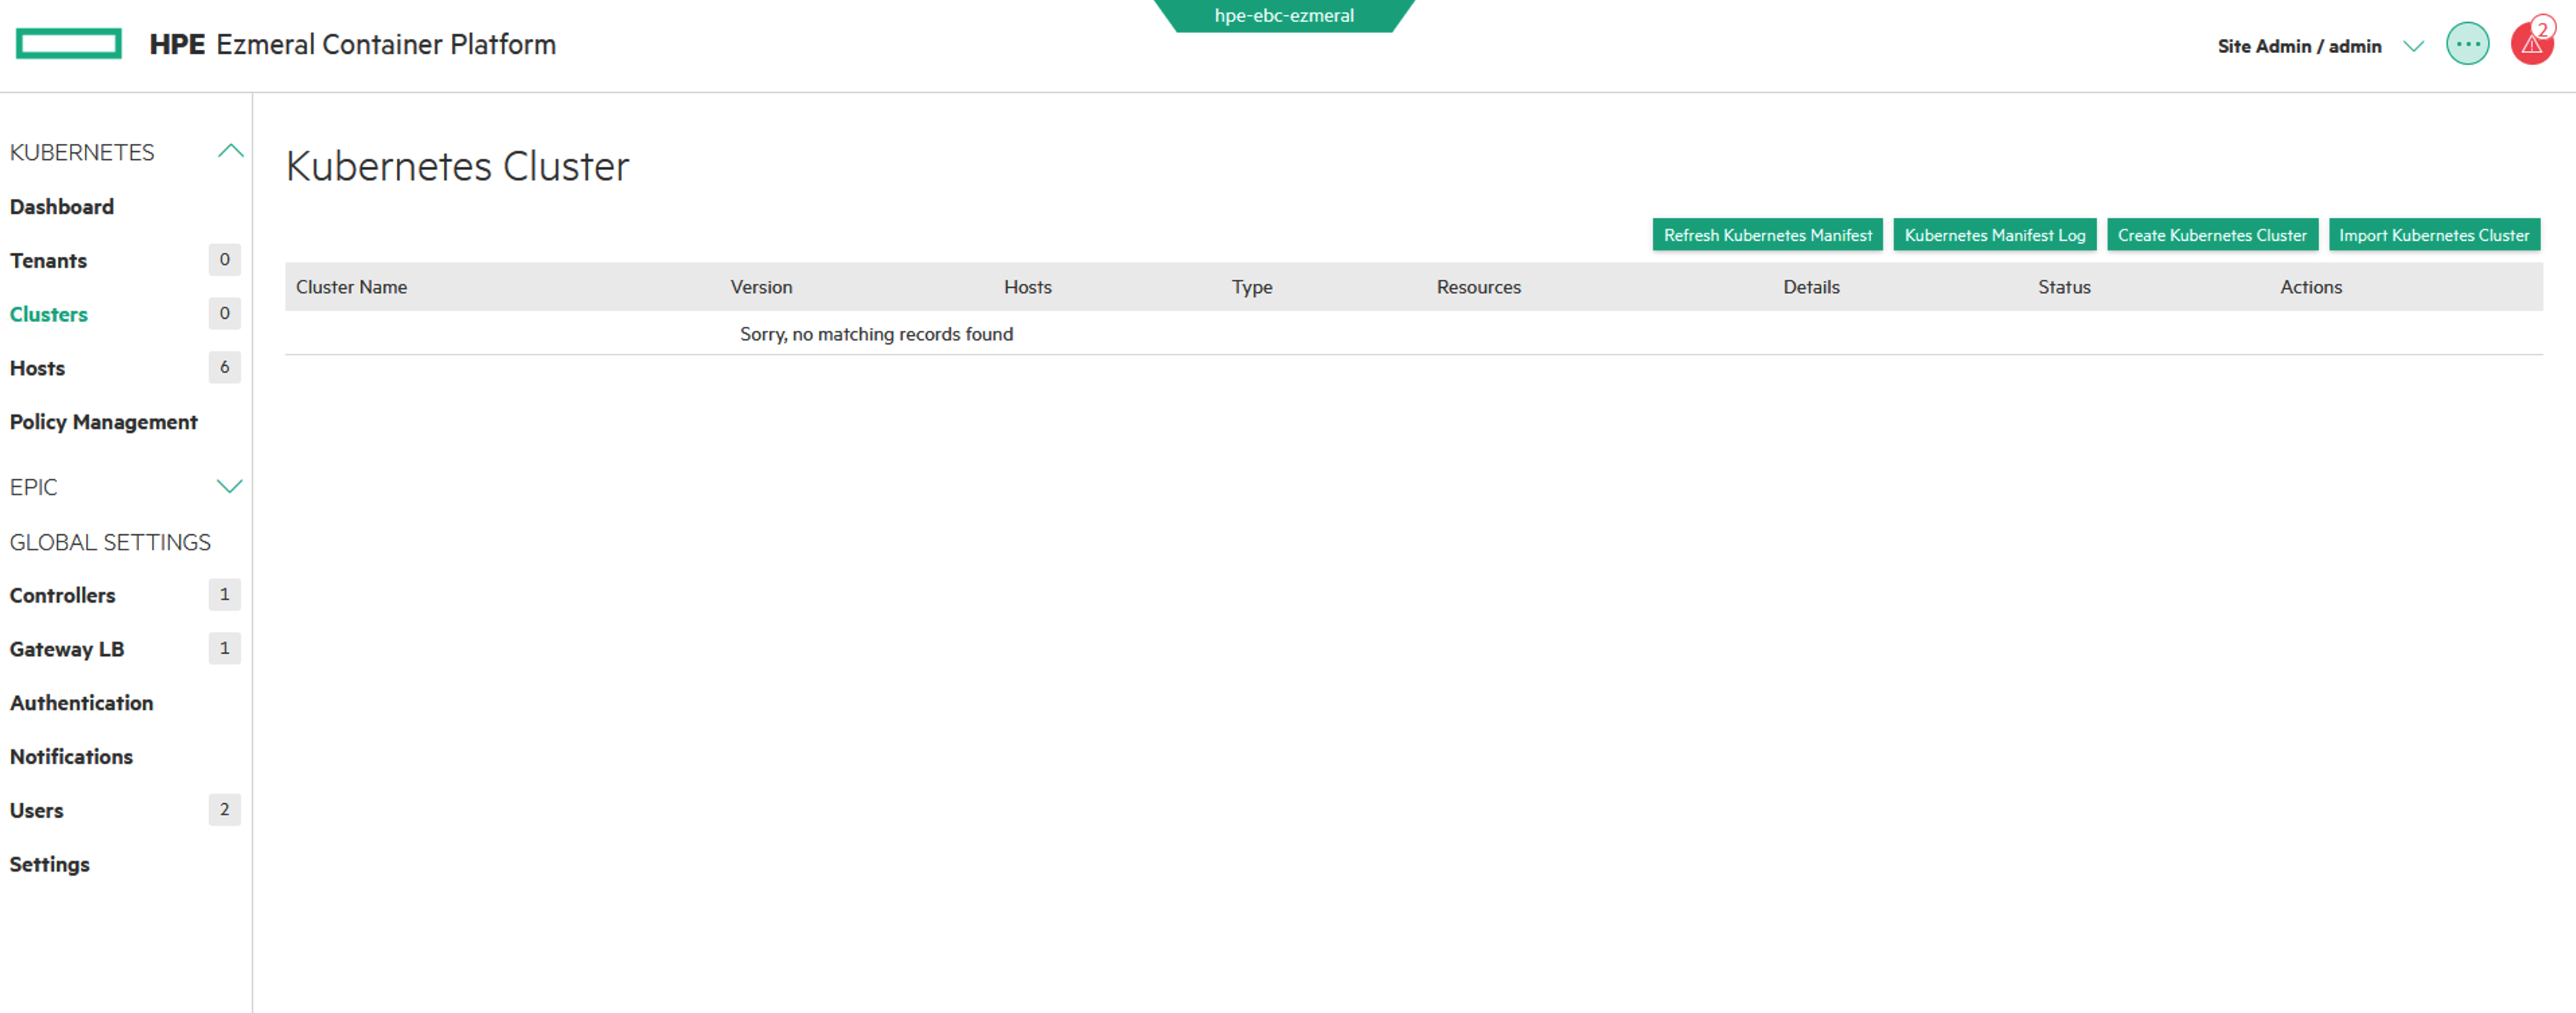 hpe-ebc-ezmeral
HPE Ezmeral Container Platform
Site Admin / admin
2
KUBERNETES
Dashboard
Tenants 0
Clusters 0
Hosts 6
Policy Management
EPIC
GLOBAL SETTINGS
Controllers 1
Gateway LB 1
Authentication
Notifications
Users 2
Settings
Kubernetes Cluster
Refresh Kubernetes Manifest Kubernetes Manifest Log Create Kubernetes Cluster Import Kubernetes Cluster
Cluster Name Version Hosts Type Resources Details Status Actions
Sorry, no matching records found